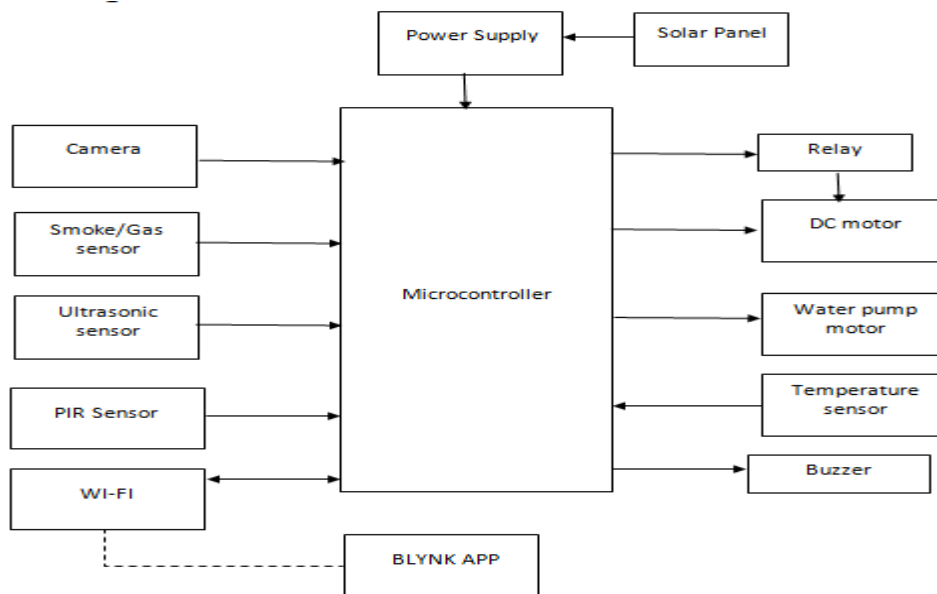 Power Supply
Solar Panel
Camera
Relay
Smoke/Gas
sensor
DC motor
Microcontroller
Ultrasonic
sensor
Water pump
motor
PIR Sensor
Temperature
sensor
WI-FI
Buzzer
BLYNK APP